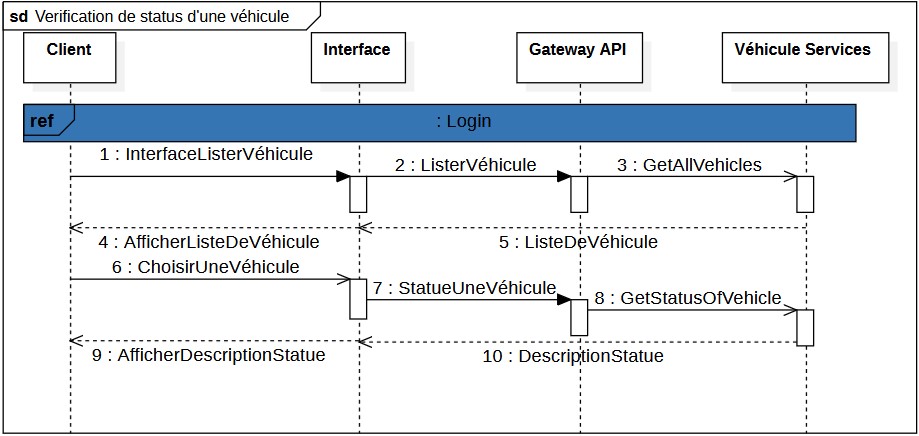 sd Verification de status d'une véhicule
Client
Interface
Gateway API
Véhicule Services
ref
: Login
1 : InterfaceListerVéhicule
2 : ListerVéhicule
3 : GetAllVehicles
4 : AfficherListeDeVéhicule
5 : ListeDeVéhicule
6 : ChoisirUneVéhicule
7 : StatueUneVéhicule
8 : GetStatusOfVehicle
9 : AfficherDescriptionStatue
10 : DescriptionStatue